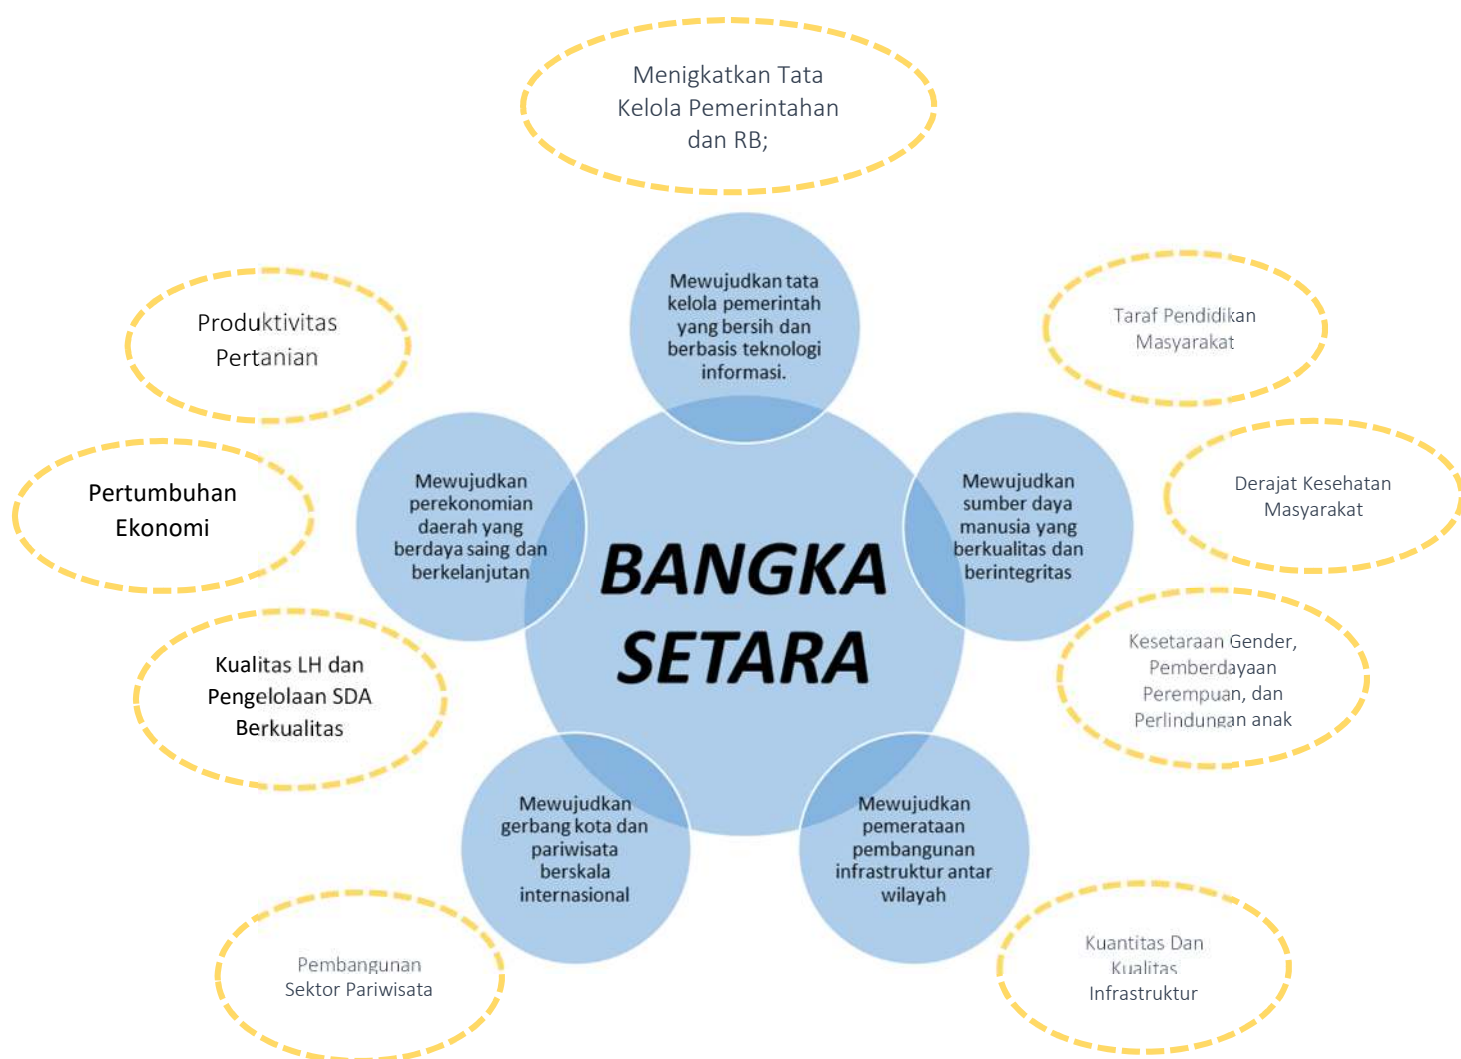 Menigkatkan Tata
Kelola Pemerintahan
dan RB;
Mewujudkan tata
kelola pemerintah
yang bersih dan
berbasis teknologi
informasi.
Produktivitas
Pertanian
Taraf Pendidikan
Masyarakat
Pertumbuhan
Ekonomi
Mewujudkan
perekonomian
daerah yang
berdaya saing dan
berkelanjutan
Mewujudkan
sumber daya
manusia yang
berkualitas dan
berintegritas
Derajat Kesehatan
Masyarakat
BANGKA
SETARA
Kualitas LH dan
Pengelolaan SDA
Berkualitas
Kesetaraan Gender,
Pemberdayaan
Perempuan, dan
Perlindungan anak
Mewujudkan
gerbang kota dan
pariwisata
berskala
internasional
Mewujudkan
pemerataan
pembangunan
infrastruktur antar
wilayah
Pembangunan
Sektor Pariwisata
Kuantitas Dan
Kualitas
Infrastruktur